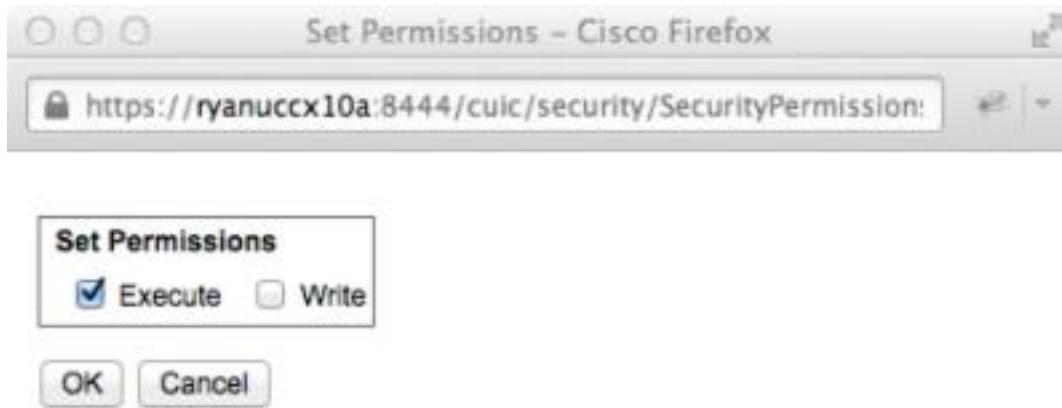 Set Permissions – Cisco Firefox
https://ryanuccx10a:8444/cuic/security/SecurityPermission
Set Permissions
Execute Write
OK Cancel